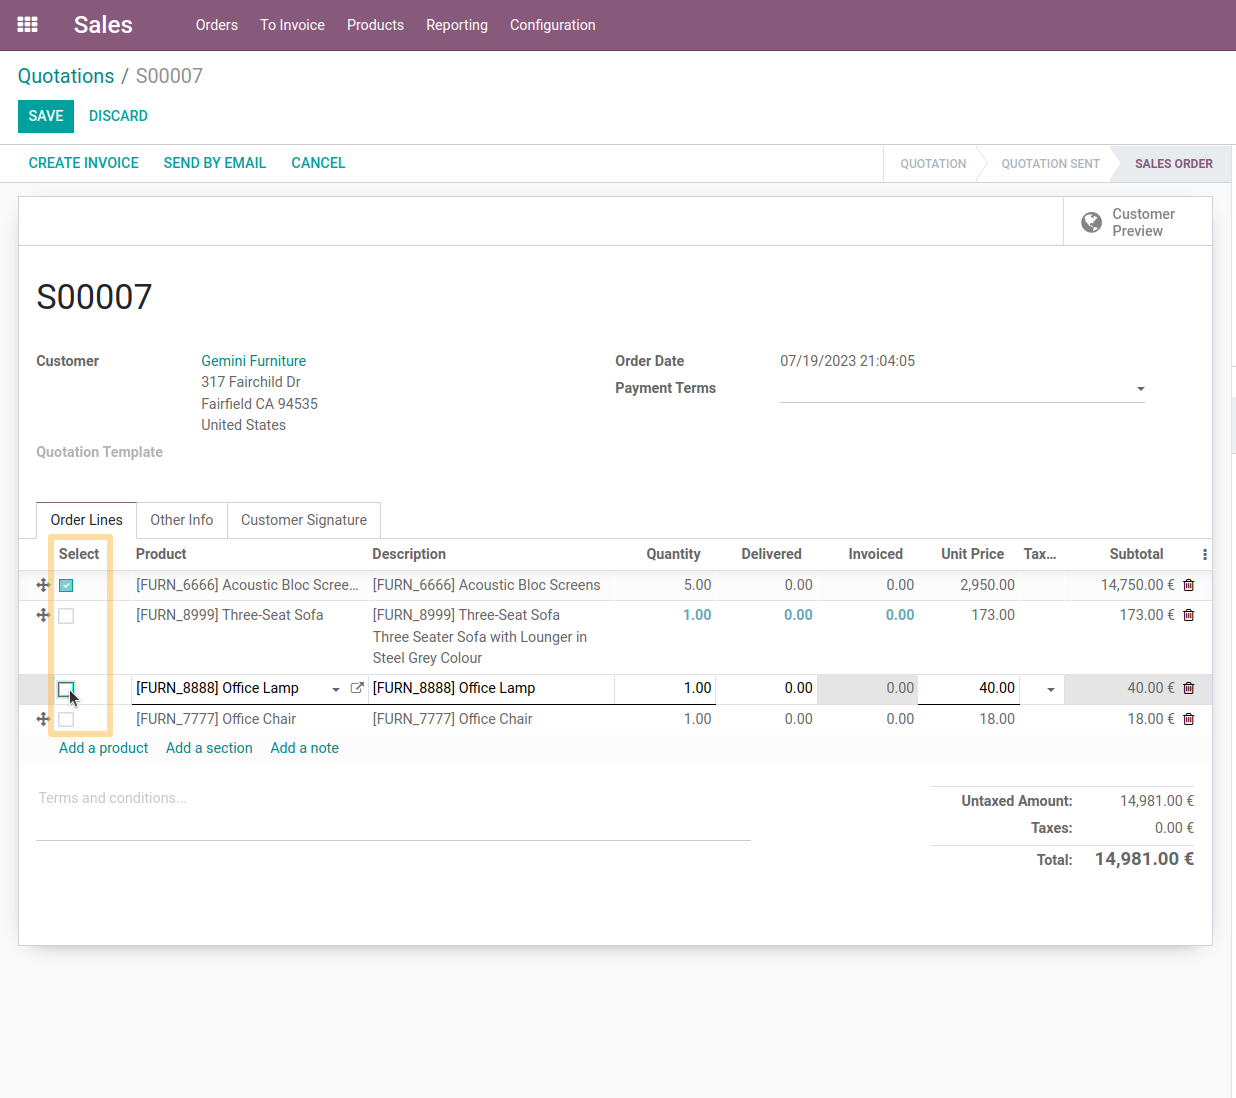 Sales Orders To Invoice Products Reporting Configuration
Quotations / S00007
SAVE DISCARD
CREATE INVOICE SEND BY EMAIL CANCEL QUOTATION QUOTATION SENT SALES ORDER
Customer
Preview
S00007
Customer Gemini Furniture Order Date 07/19/2023 21:04:05
317 Fairchild Dr Payment Terms
Fairfield CA 94535
United States
Quotation Template
Order Lines Other Info Customer Signature
Select Product Description Quantity Delivered Invoiced Unit Price Tax... Subtotal
[FURN_6666] Acoustic Bloc Scree... [FURN_6666] Acoustic Bloc Screens 5.00 0.00 0.00 2,950.00 14,750.00 €
[FURN_8999] Three-Seat Sofa [FURN_8999] Three-Seat Sofa 1.00 0.00 0.00 173.00 173.00 €
Three Seater Sofa with Lounger in
Steel Grey Colour
[FURN_8888] Office Lamp [FURN_8888] Office Lamp 1.00 0.00 0.00 40.00 40.00 €
[FURN_7777] Office Chair [FURN_7777] Office Chair 1.00 0.00 0.00 18.00 18.00 €
Add a product Add a section Add a note
Terms and conditions...
Untaxed Amount: 14,981.00 €
Taxes: 0.00 €
Total: 14,981.00 €